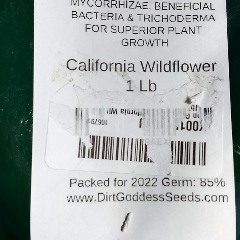 MYCORRHIZAE, BENEFICIAL
BACTERIA & TRICHODERMA
FOR SUPERIOR PLANT
GROWTH
California Wildflower
1 Lb
Packed for 2022 Germ: 85%
www.DirtGoddessSeeds.com